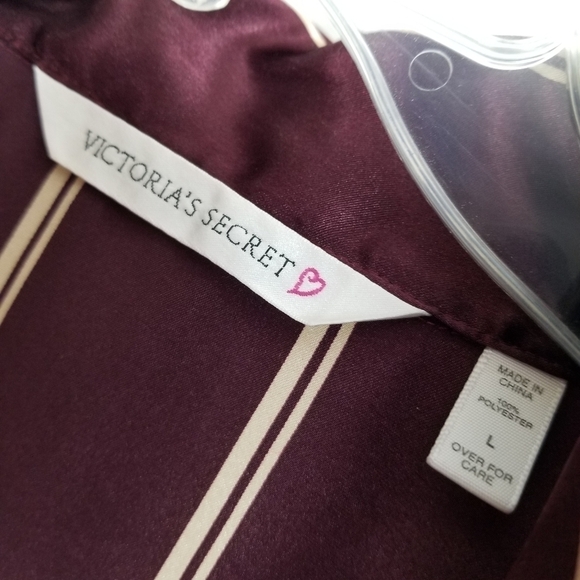 VICTORIA'S SECRET
MADE IN
CHINA
100%
POLYESTER
L
OVER FOR
CARE